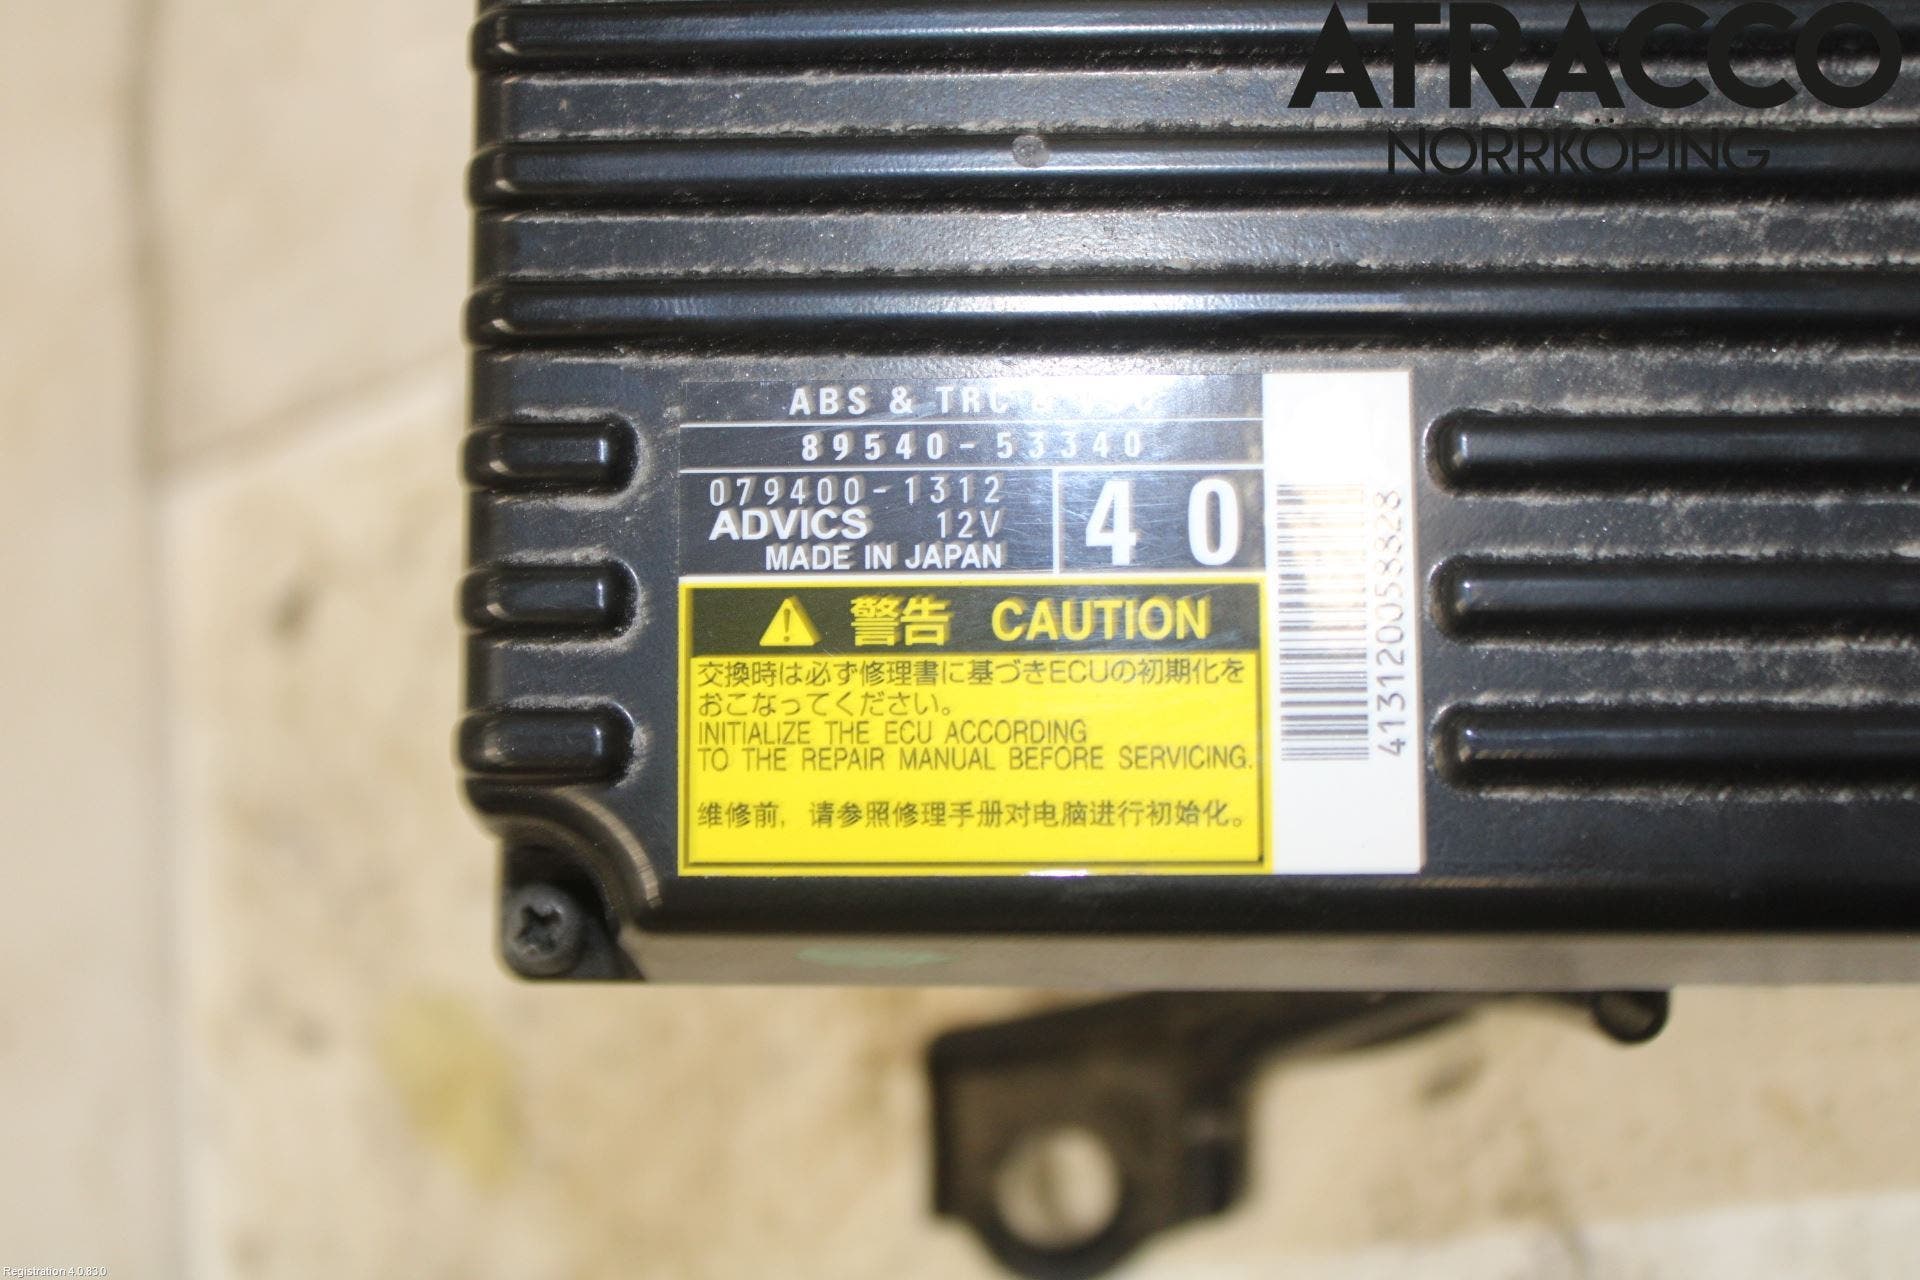 ATRACCO
NORRKÖPING
ABS & TRC &
89540-53340
079400-1312
ADVICS 12V
MADE IN JAPAN
40
413120058828
警告 CAUTION
交換時は必ず修理書に基づきECUの初期化を
おこなってください。
INITIALIZE THE ECU ACCORDING
TO THE REPAIR MANUAL BEFORE SERVICING.
维修前，请参照修理手册对电脑进行初始化。
Registration 4.0.83.0